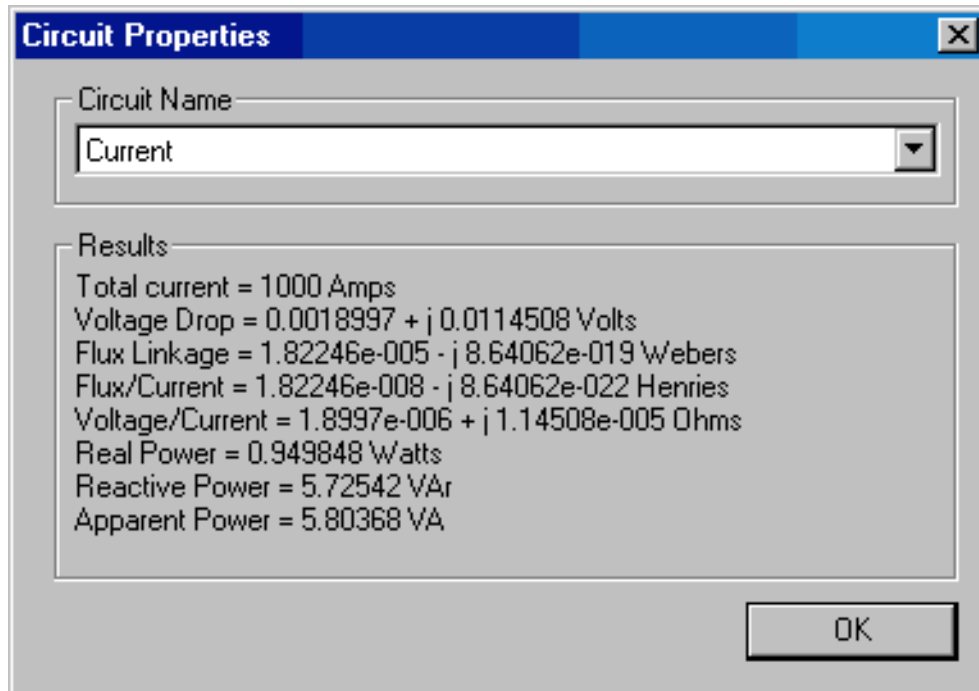 Circuit Properties
Circuit Name
Current
Results
Total current = 1000 Amps
Voltage Drop = 0.0018997 + j 0.0114508 Volts
Flux Linkage = 1.82246e-005 - j 8.64062e-019 Webers
Flux/Current = 1.82246e-008 - j 8.64062e-022 Henries
Voltage/Current = 1.8997e-006 + j 1.14508e-005 Ohms
Real Power = 0.949848 Watts
Reactive Power = 5.72542 VAr
Apparent Power = 5.80368 VA
OK